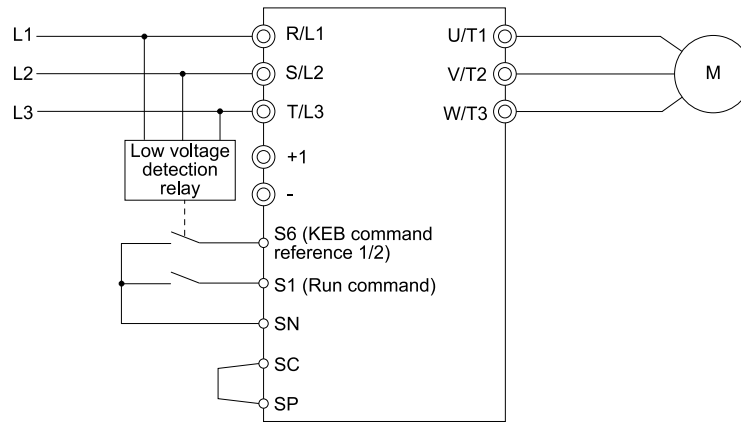 L1
R/L1
U/T1
L2
S/L2
V/T2
M
L3
T/L3
W/T3
Low voltage
detection
relay
+1
-
S6 (KEB command
reference 1/2)
S1 (Run command)
SN
SC
SP